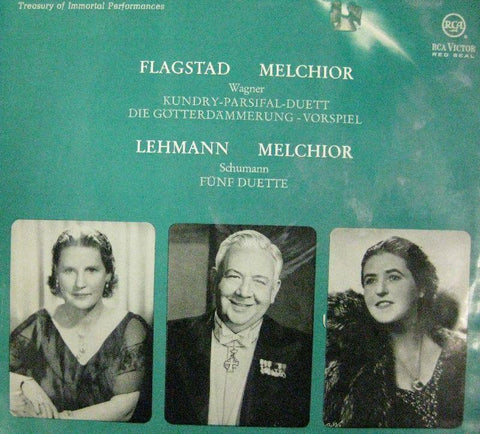 Treasury of Immortal Performances
RCA
RCA VICTOR
RED SEAL
FLAGSTAD MELCHIOR
Wagner
KUNDRY-PARSIFAL-DUETT
DIE GÖTTERDÄMMERUNG - VORSPIEL
LEHMANN MELCHIOR
Schumann
FÜNF DUETTE